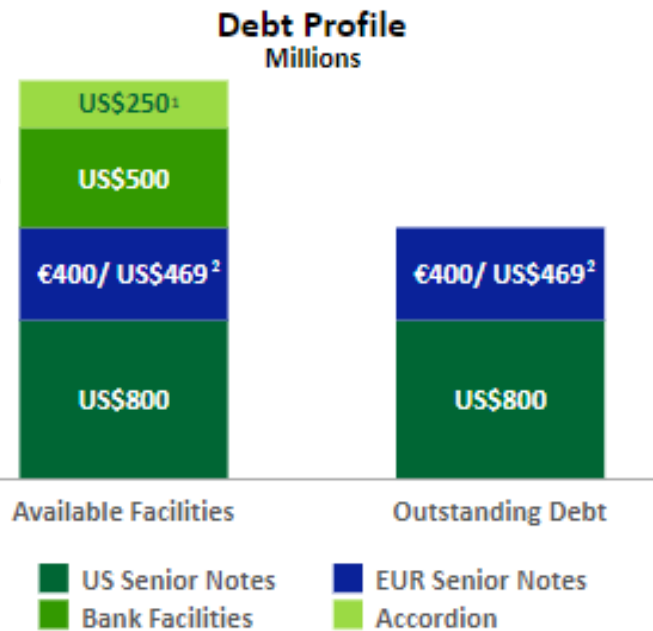 Debt Profile
Millions
US$250¹
US$500
€400/ US$469²
€400/ US$469²
US$800
US$800
Available Facilities
Outstanding Debt
US Senior Notes
EUR Senior Notes
Bank Facilities
Accordion